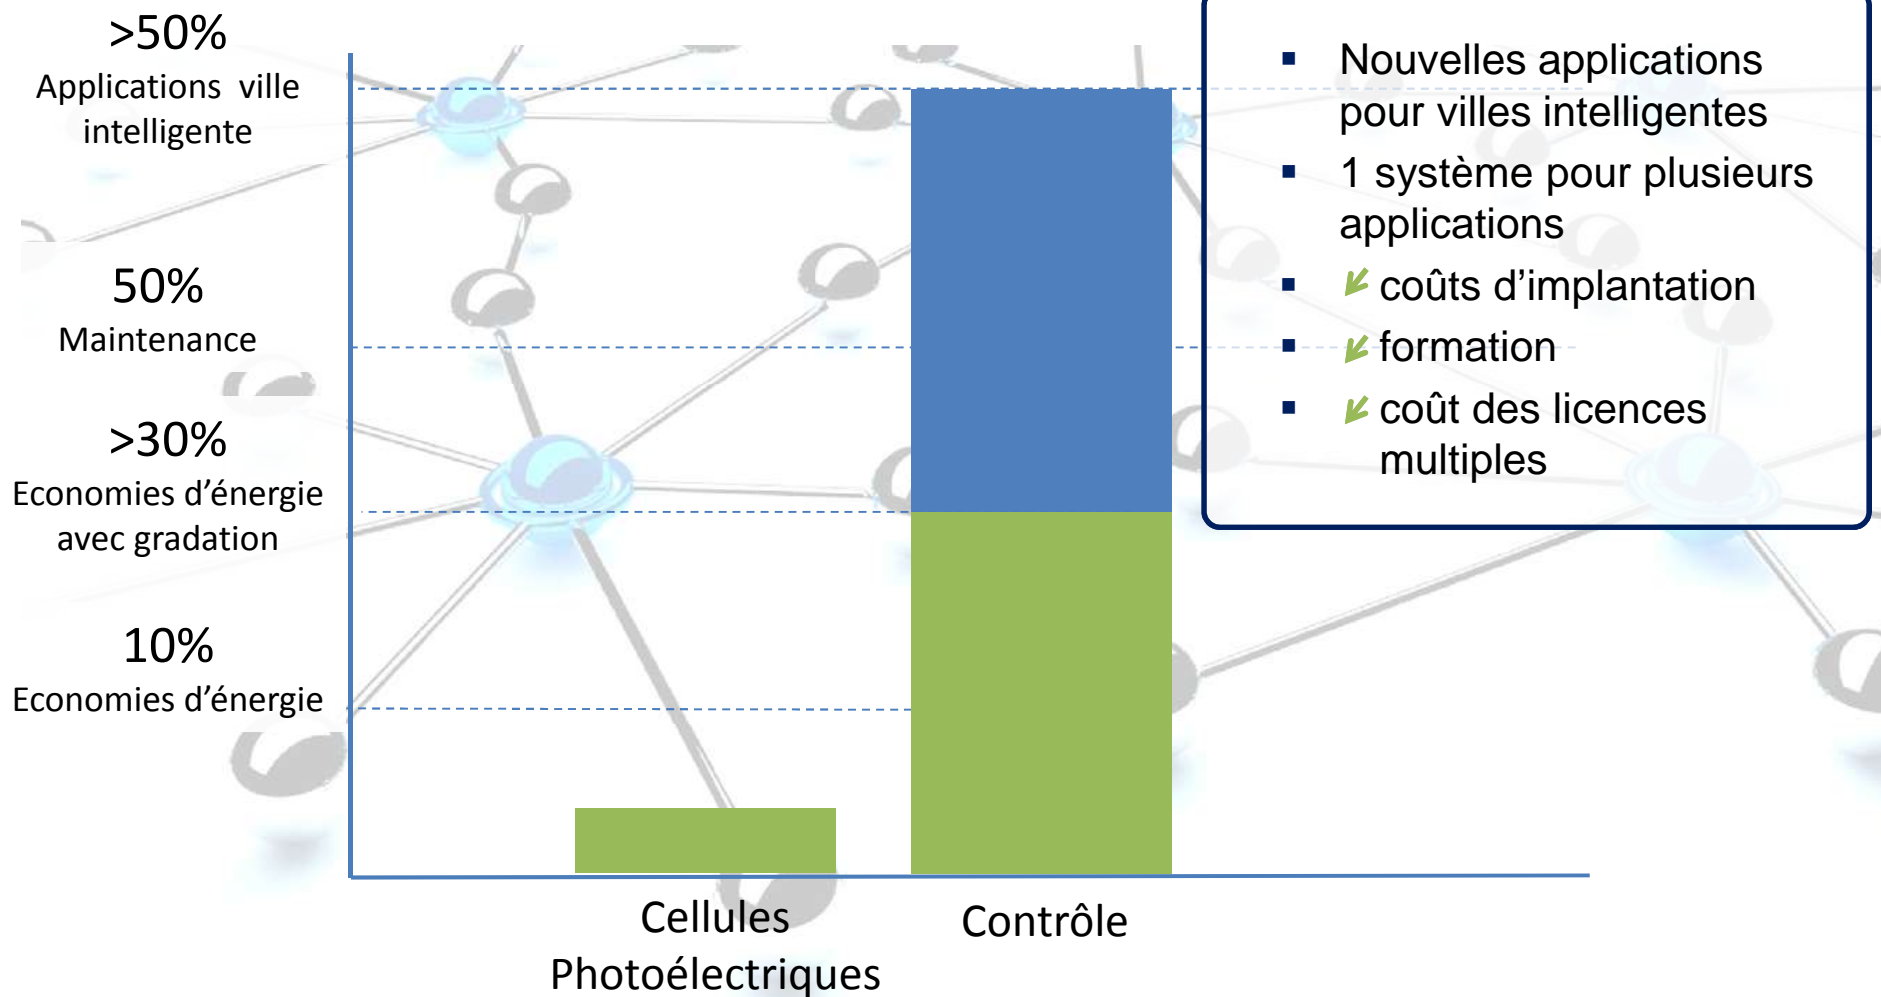 >50%
Applications ville
intelligente
50%
Maintenance
>30%
Economies d’énergie
avec gradation
10%
Economies d’énergie
Cellules
Photoélectriques
Contrôle
▪ Nouvelles applications
pour villes intelligentes
▪ 1 système pour plusieurs
applications
▪ coûts d’implantation
▪ formation
▪ coût des licences
multiples